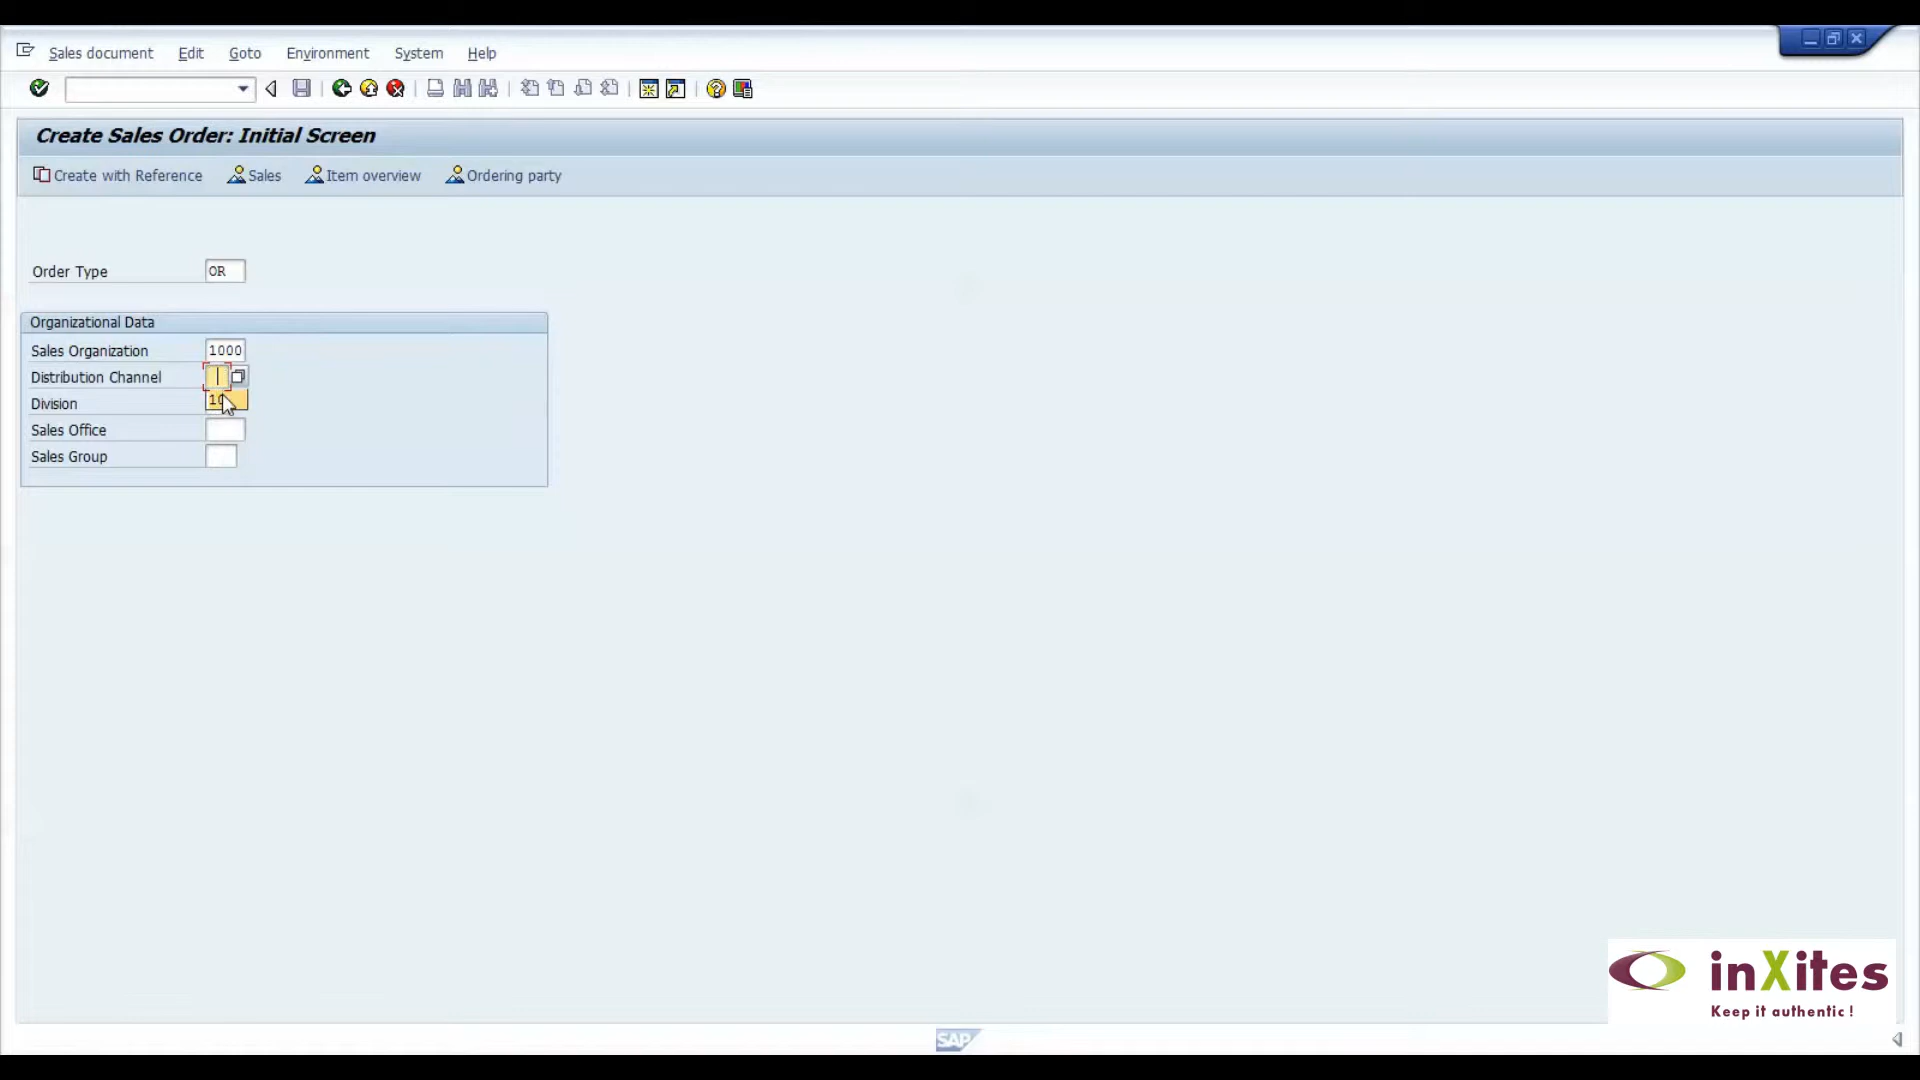 Sales document Edit Goto Environment System Help
Create Sales Order: Initial Screen
Create with Reference Sales Item overview Ordering party
Order Type OR
Organizational Data
Sales Organization 1000
Distribution Channel
Division 10
Sales Office
Sales Group
inXites
Keep it authentic !
SAP